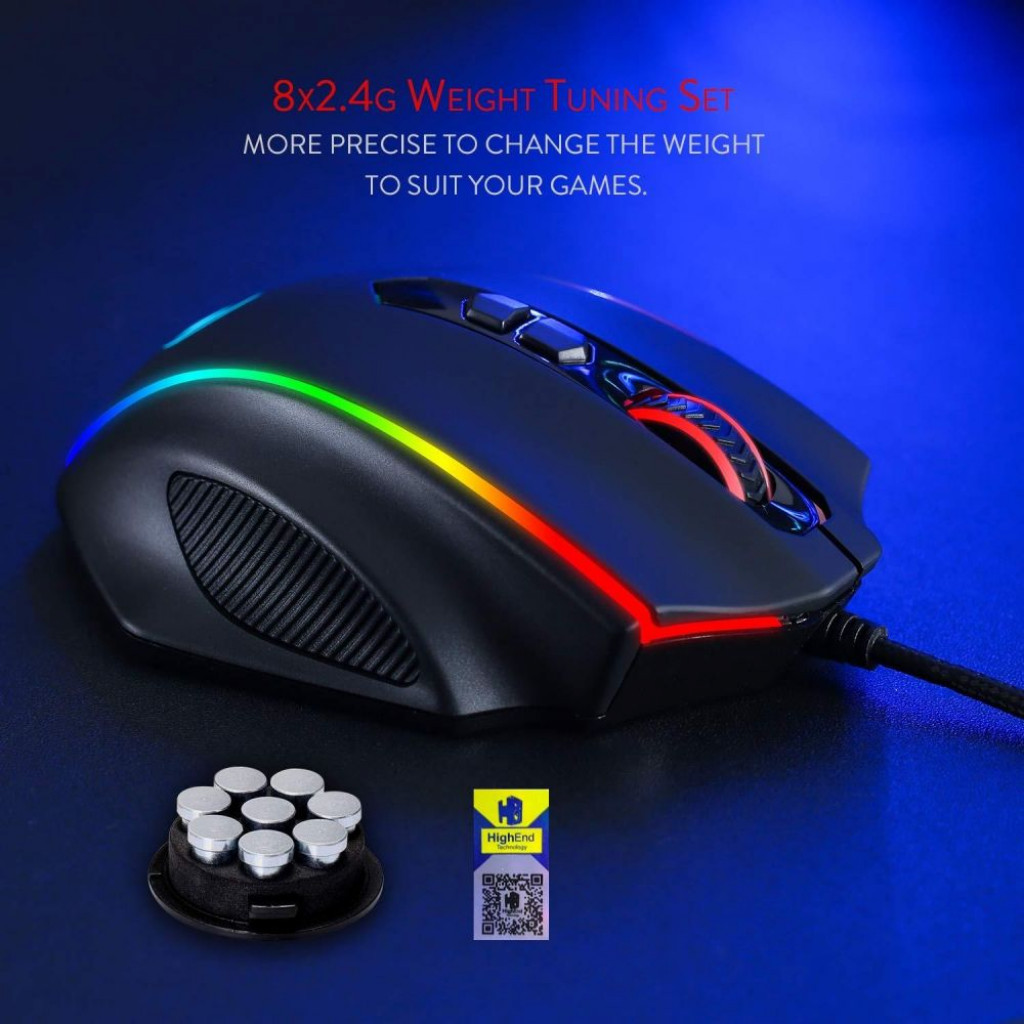 8x2.4g Weight Tuning Set
MORE PRECISE TO CHANGE THE WEIGHT
TO SUIT YOUR GAMES.
HighEnd
Technology